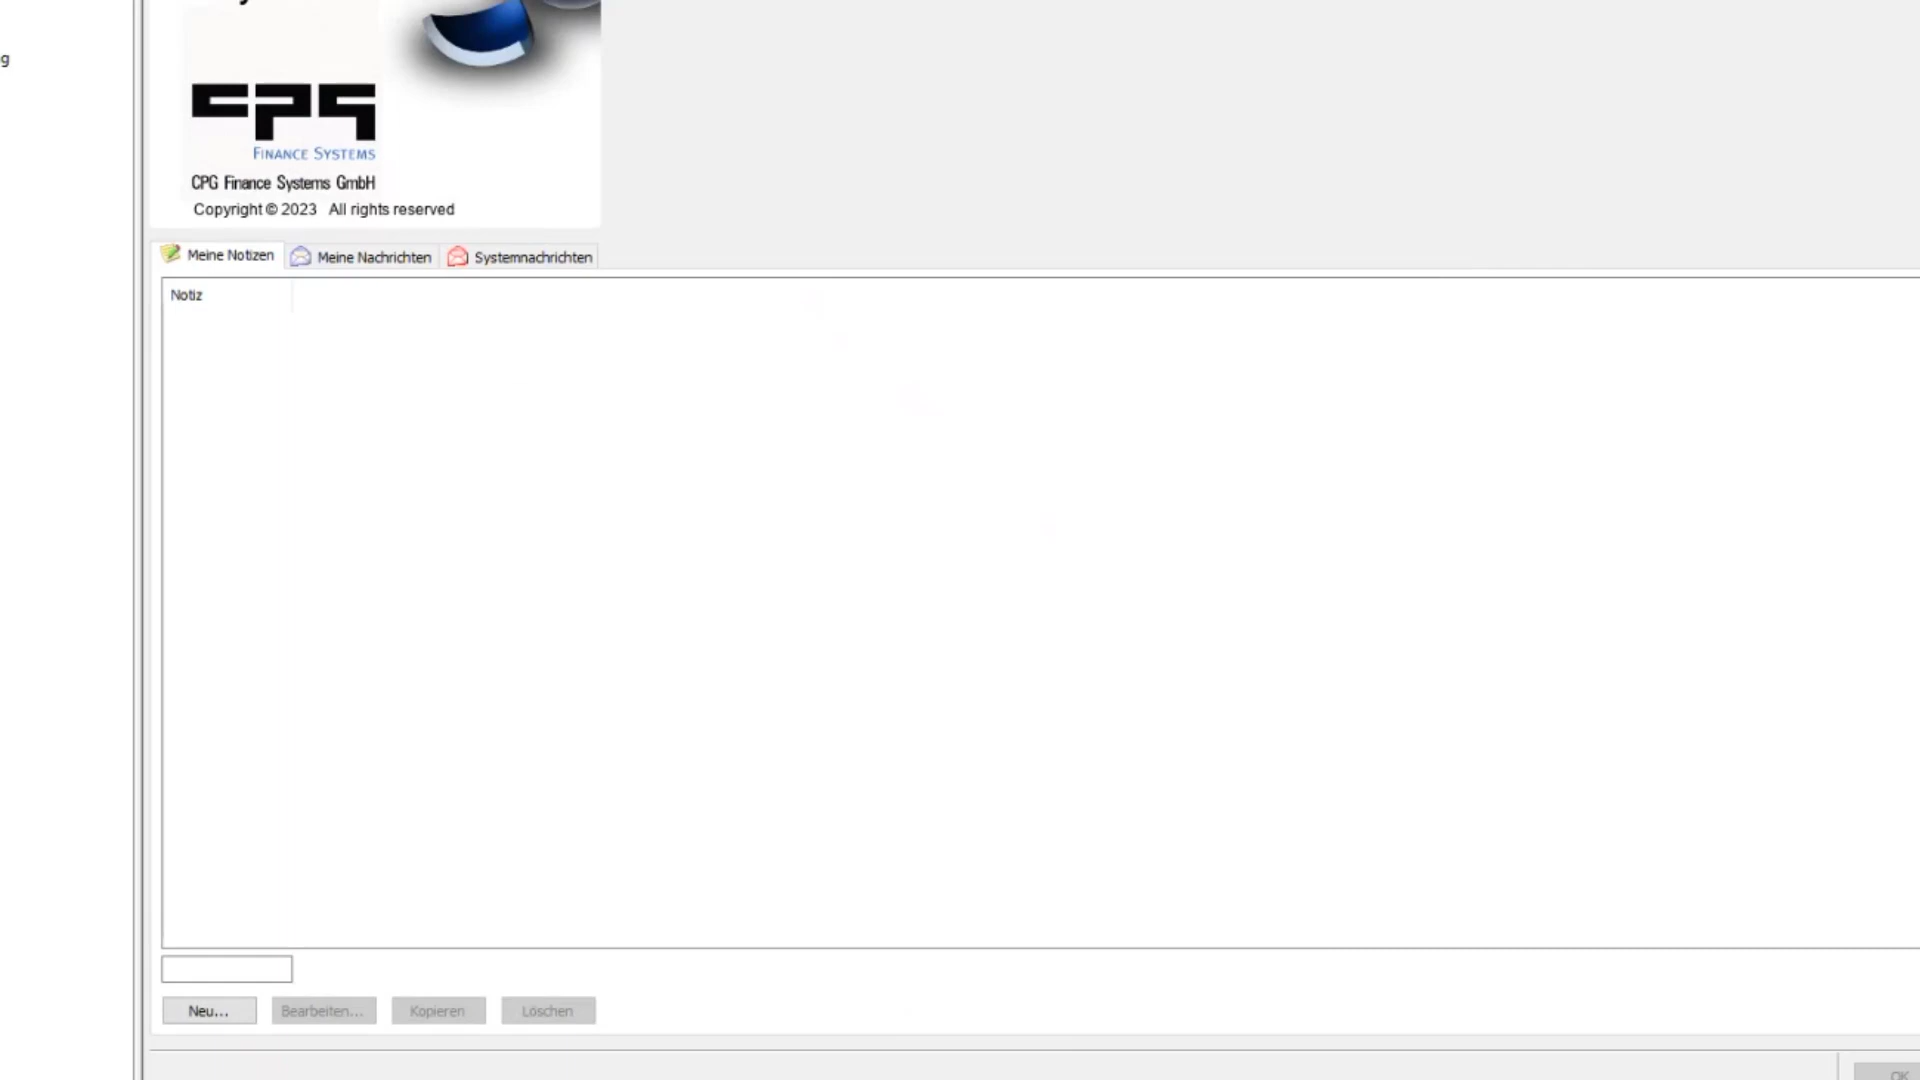 g
cpg
FINANCE SYSTEMS
CPG Finance Systems GmbH
Copyright © 2023 All rights reserved
Meine Notizen
Meine Nachrichten
Systemnachrichten
Notiz
Neu...
Bearbeiten...
Kopieren
Löschen
OK